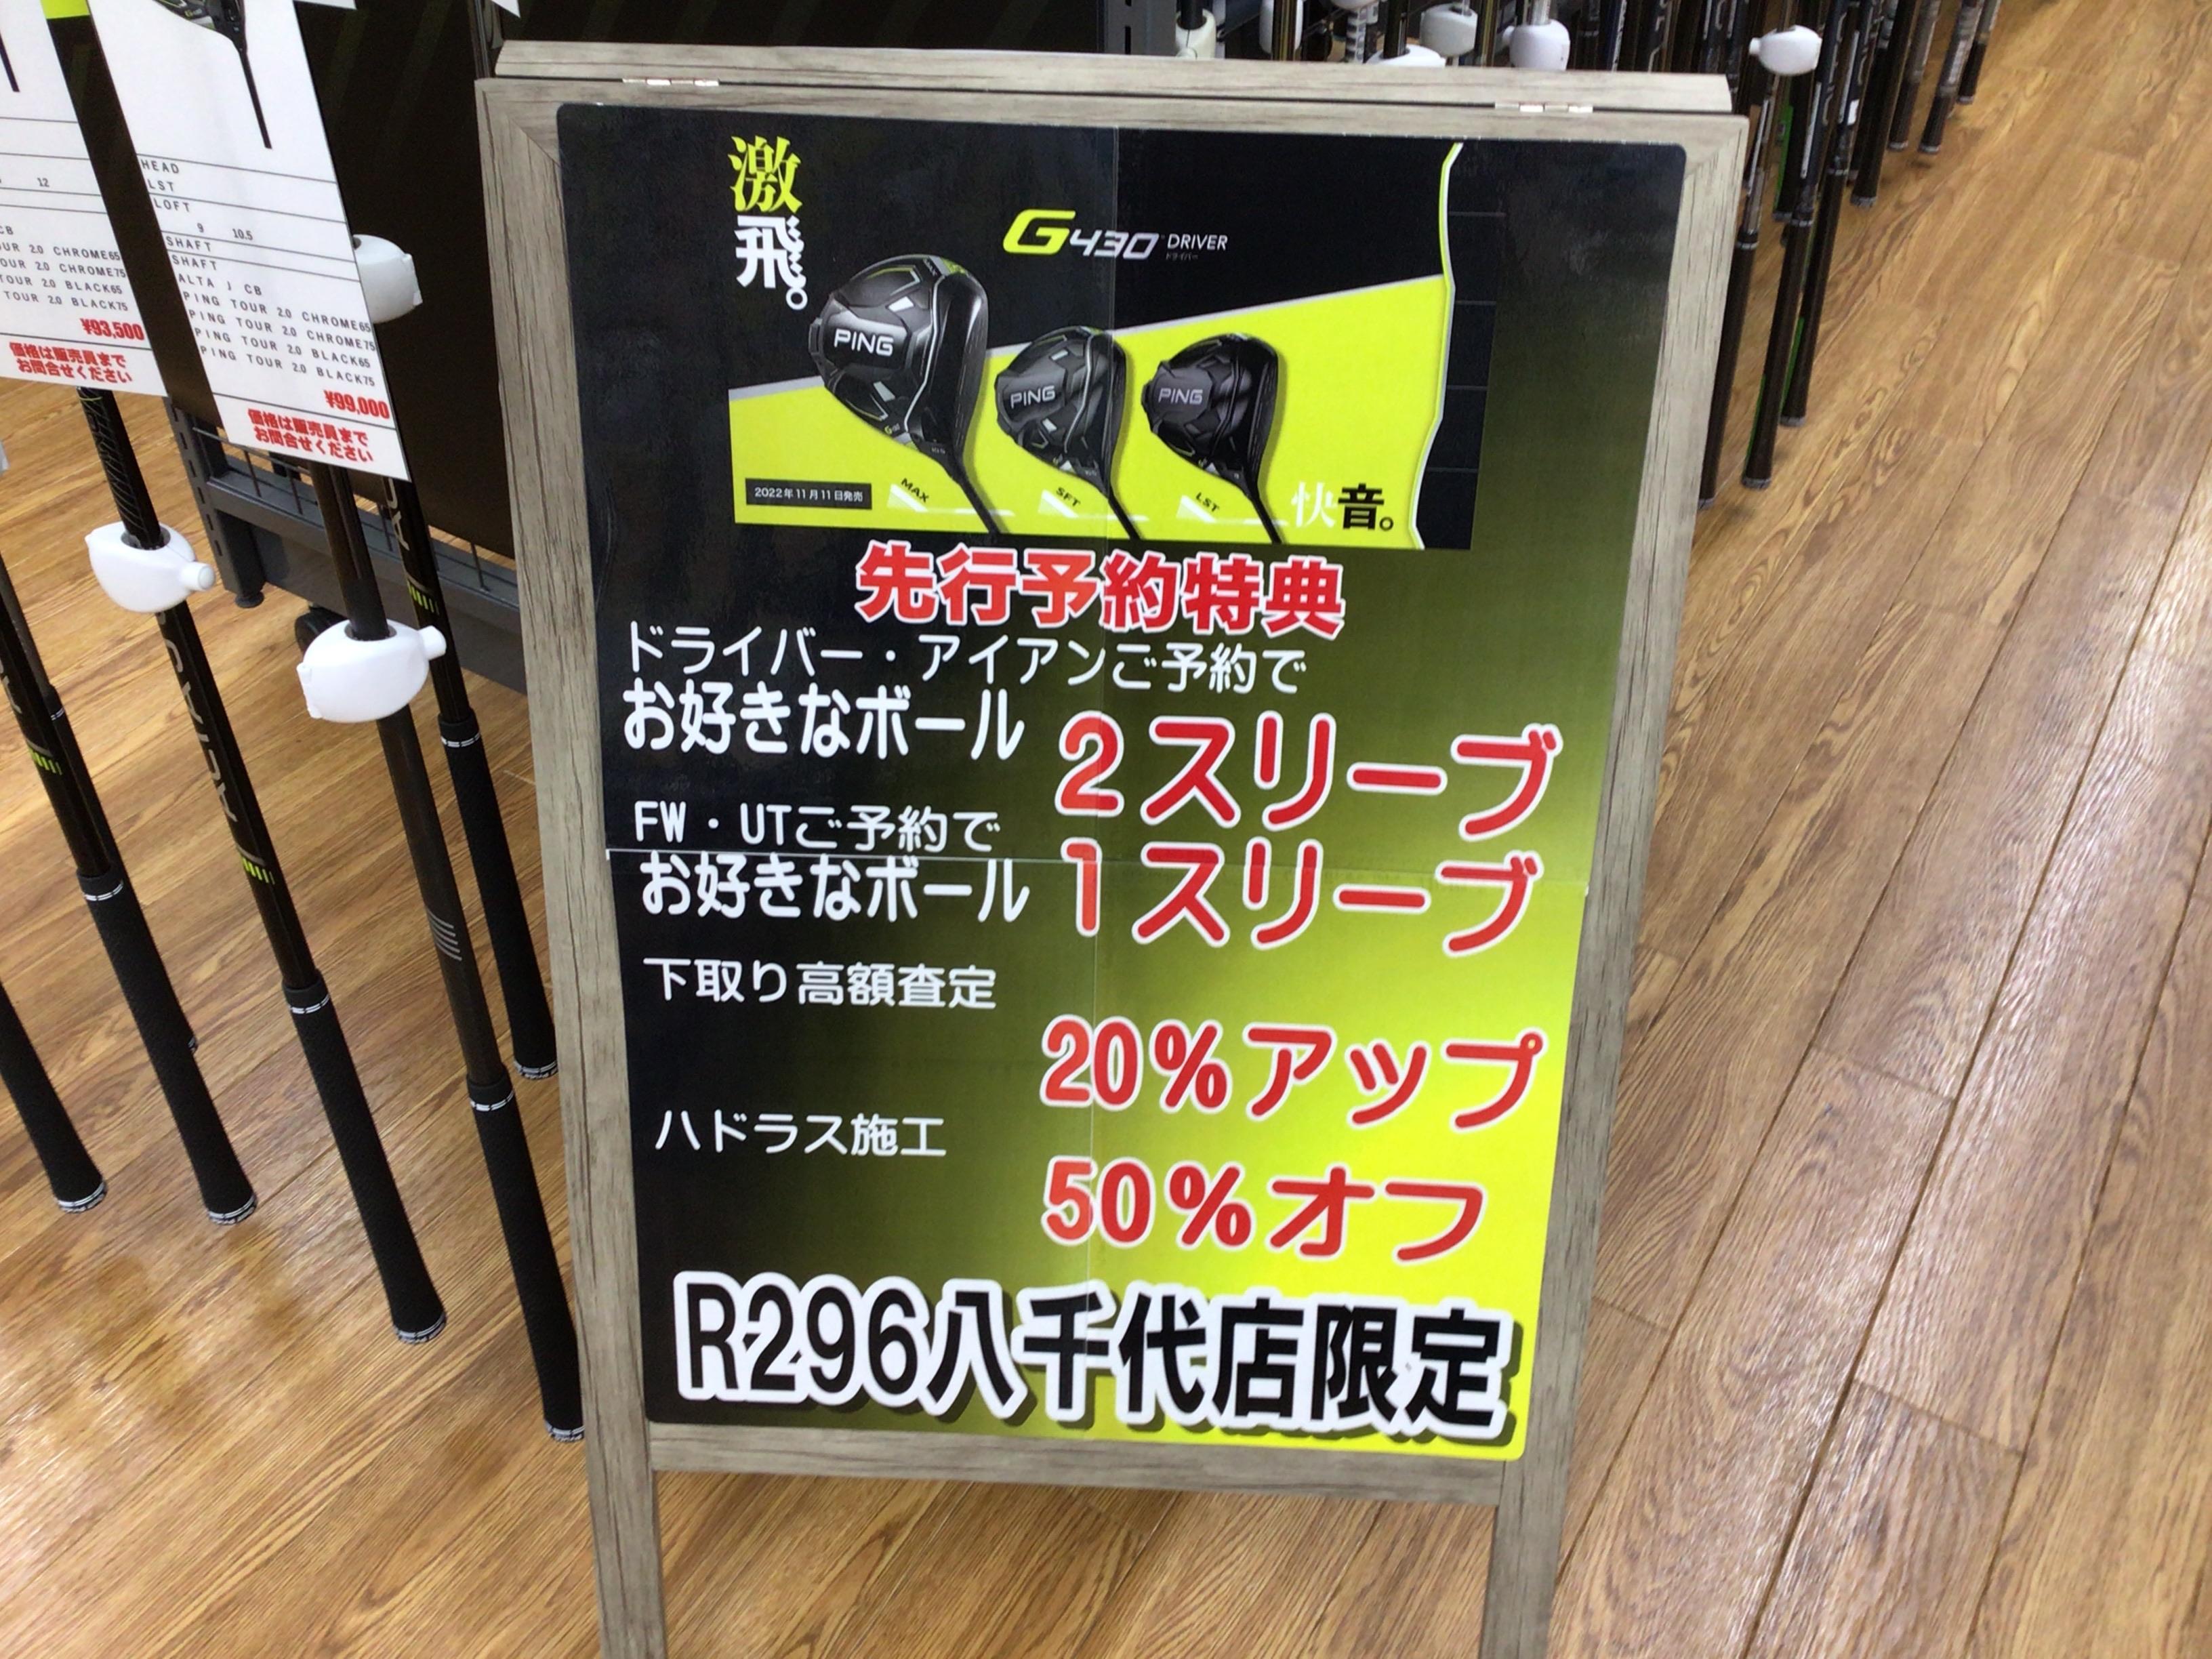 激飛。
G430 DRIVER
ドライバー
PING
PING
PING
2022年11月11日発売
MAX
SFT
LST
快音。
先行予約特典
ドライバー・アイアンご予約で
お好きなボール 2スリーブ
FW・UTご予約で
お好きなボール 1スリーブ
下取り高額査定
20%アップ
ハドラス施工
50%オフ
R296八千代店限定
HEAD
LST
LOFT
9 10.5
SHAFT
SHAFT
ALTA J CB
PING TOUR 2.0 CHROME65
PING TOUR 2.0 CHROME75
PING TOUR 2.0 BLACK65
PING TOUR 2.0 BLACK75
¥99,000
価格は販売員まで
お問合せください
12
CB
2.0 CHROME65
TOUR 2.0 CHROME75
TOUR 2.0 BLACK65
TOUR 2.0 BLACK75
¥93,500
価格は販売員まで
お問合せください